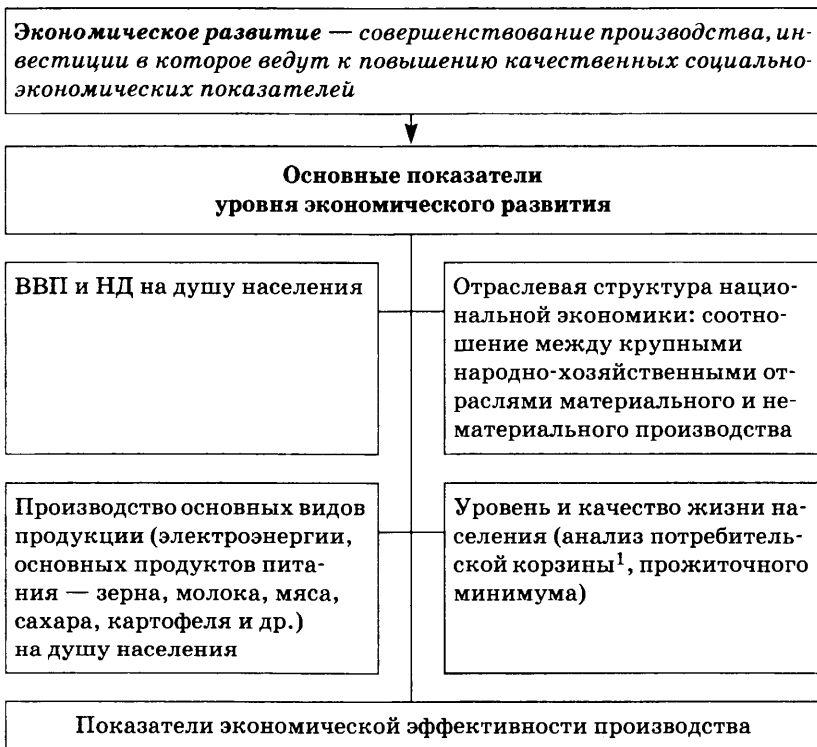 Экономическое развитие — совершенствование производства, ин-
вестиции в которое ведут к повышению качественных социально-
экономических показателей
Основные показатели
уровня экономического развития
ВВП и НД на душу населения
Отраслевая структура нацио-
нальной экономики: соотно-
шение между крупными
народно-хозяйственными от-
раслями материального и не-
материального производства
Производство основных видов
продукции (электроэнергии,
основных продуктов пита-
ния — зерна, молока, мяса,
сахара, картофеля и др.)
на душу населения
Уровень и качество жизни на-
селения (анализ потребитель-
ской корзины¹, прожиточного
минимума)
Показатели экономической эффективности производства